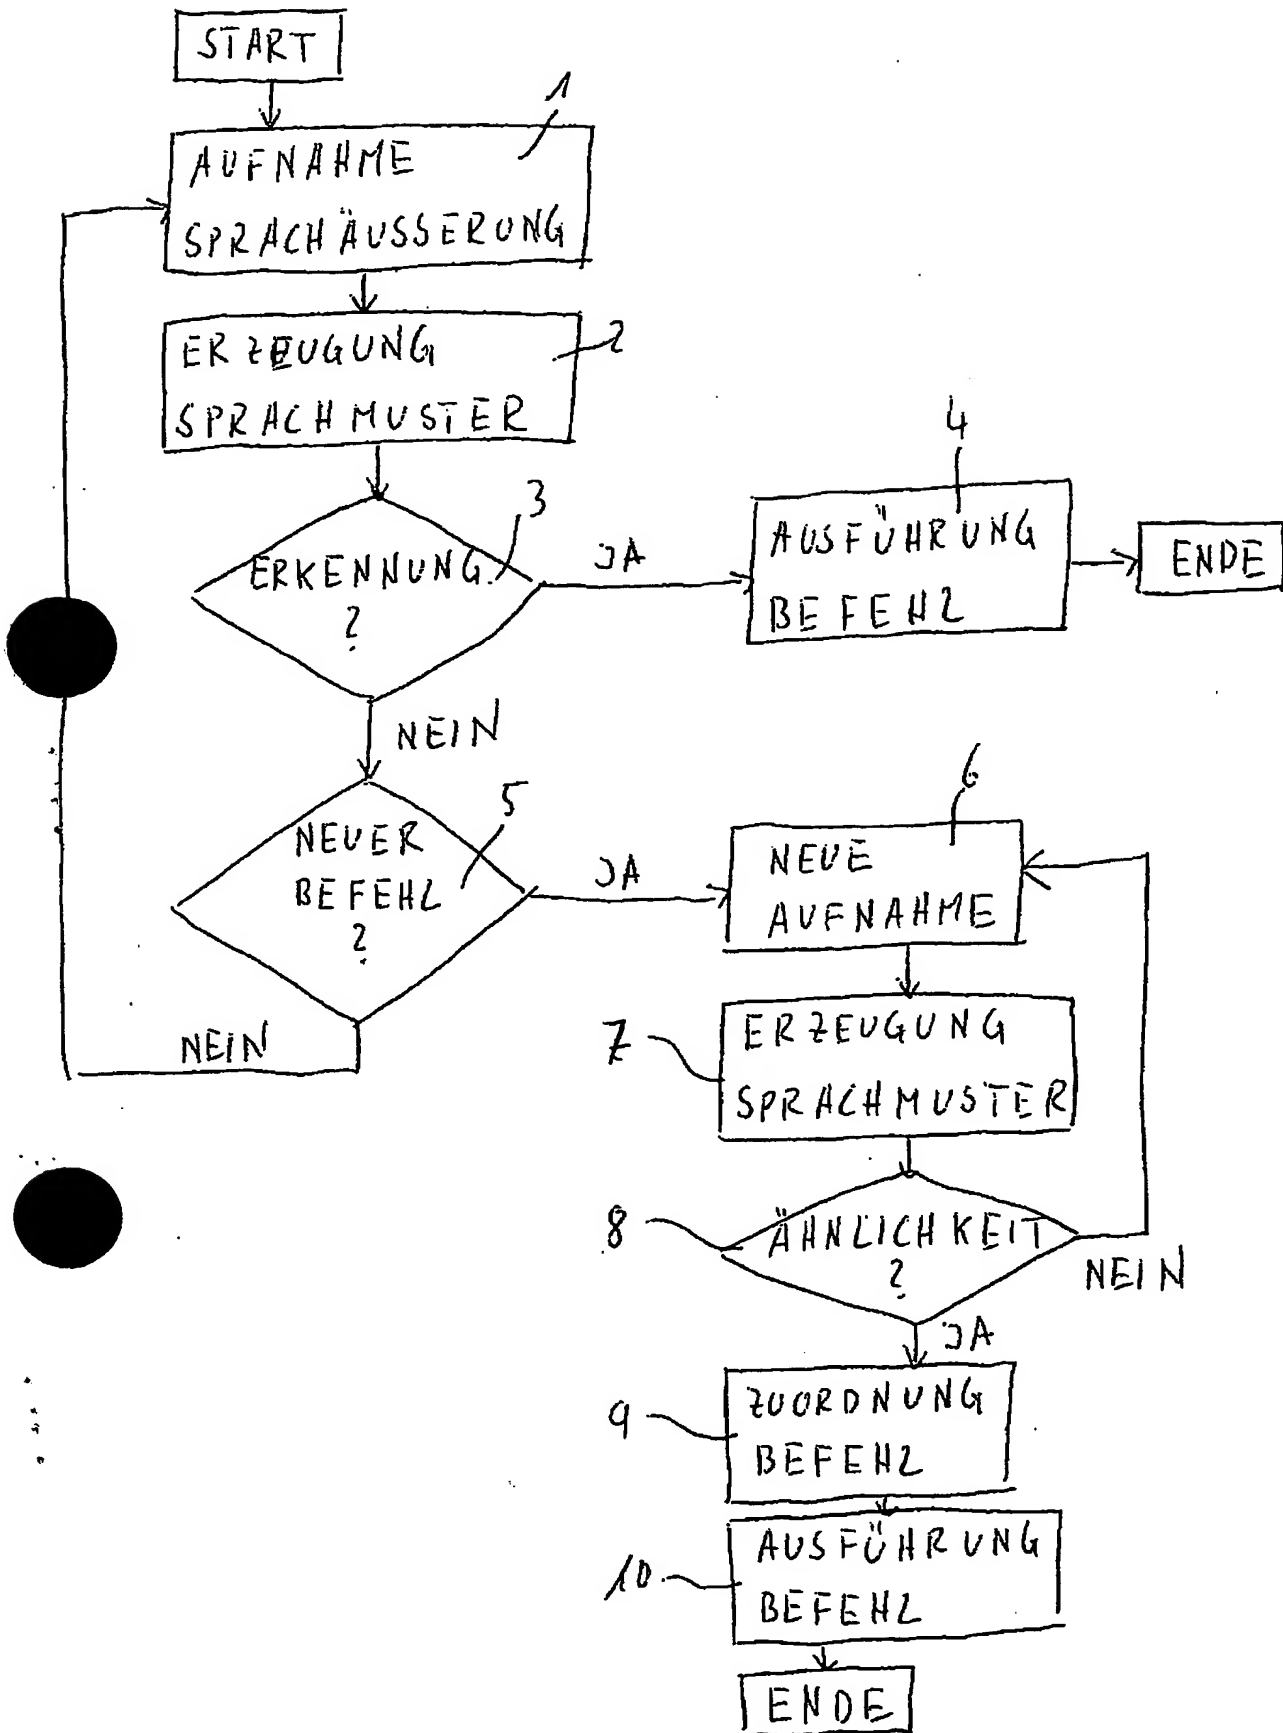 START
1
AUFNAHME
SPRACHÄUSSERUNG
ERZEUGUNG
2
SPRACHMUSTER
3
ERKENNUNG
?
JA
4
AUSFÜHRUNG
BEFEHL
ENDE
NEIN
5
NEUER
BEFEHL
?
JA
6
NEUE
AUFNAHME
NEIN
7
ERZEUGUNG
SPRACHMUSTER
8
ÄHNLICHKEIT
?
NEIN
JA
9
ZUORDNUNG
BEFEHL
10
AUSFÜHRUNG
BEFEHL
ENDE